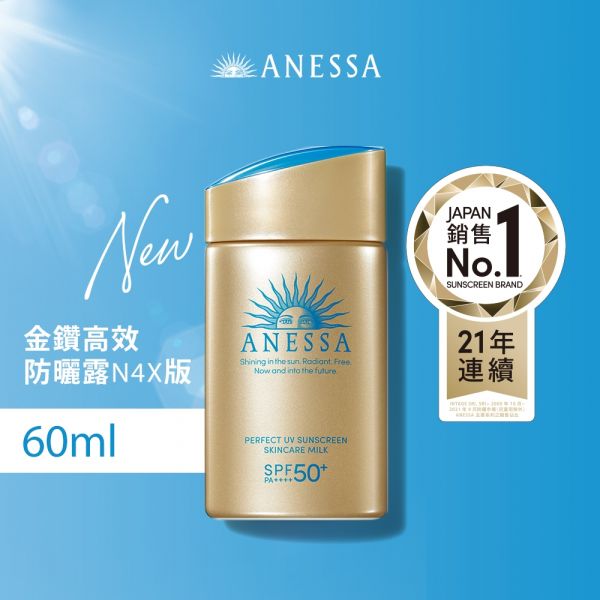 ANESSA
New
金鑽高效
防曬露N4X版
60ml
ANESSA
Shining in the sun. Radiant. Free.
Now and into the future.
PERFECT UV SUNSCREEN
SKINCARE MILK
SPF50+
PA++++
JAPAN
銷售
No.1
SUNSCREEN BRAND
21年
連續